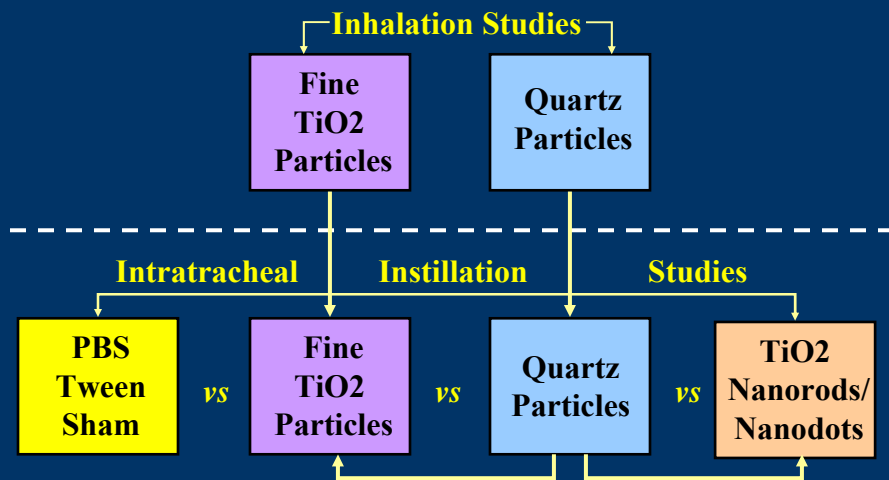 Inhalation Studies
Fine
TiO2
Particles
Quartz
Particles
Intratracheal Instillation Studies
PBS
Tween
Sham
vs
Fine
TiO2
Particles
vs
Quartz
Particles
vs
TiO2
Nanorods/
Nanodots